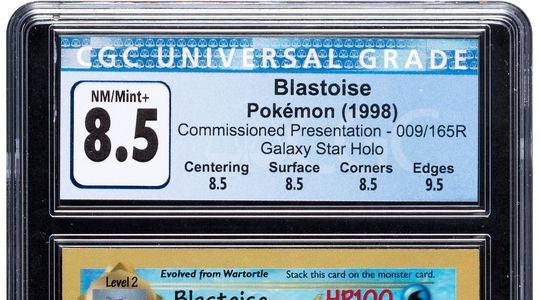 CGC UNIVERSAL GRADE
NM/Mint+
8.5
Blastoise
Pokémon (1998)
Commissioned Presentation - 009/165R
Galaxy Star Holo
Centering Surface Corners Edges
8.5 8.5 8.5 9.5
Level 2
Evolved from Wartortle Stack this card on the monster card.
Blastoise HP100